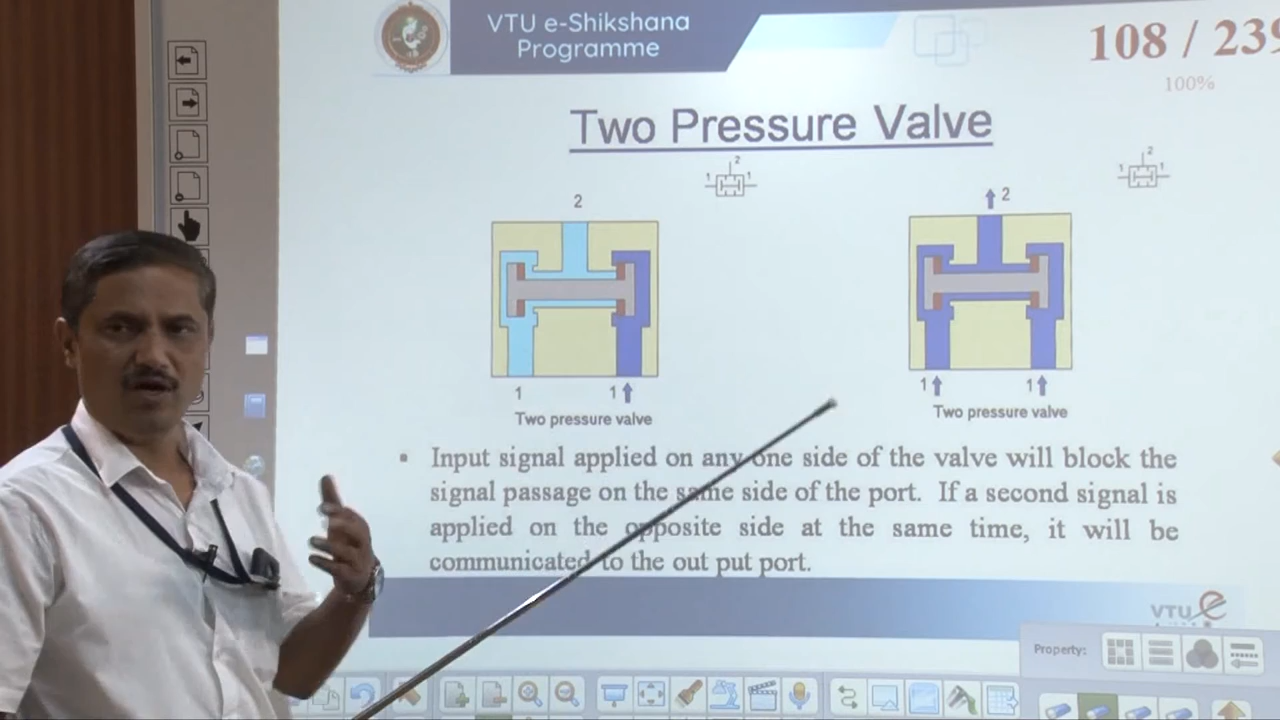 VTU e-Shikshana
Programme
108 / 239
100%
Two Pressure Valve
2
1
1
2
1
1
2
2
1
1
1
1
Two pressure valve
Two pressure valve
▪ Input signal applied on any one side of the valve will block the
signal passage on the same side of the port. If a second signal is
applied on the opposite side at the same time, it will be
communicated to the out put port.
VTU e
Property: